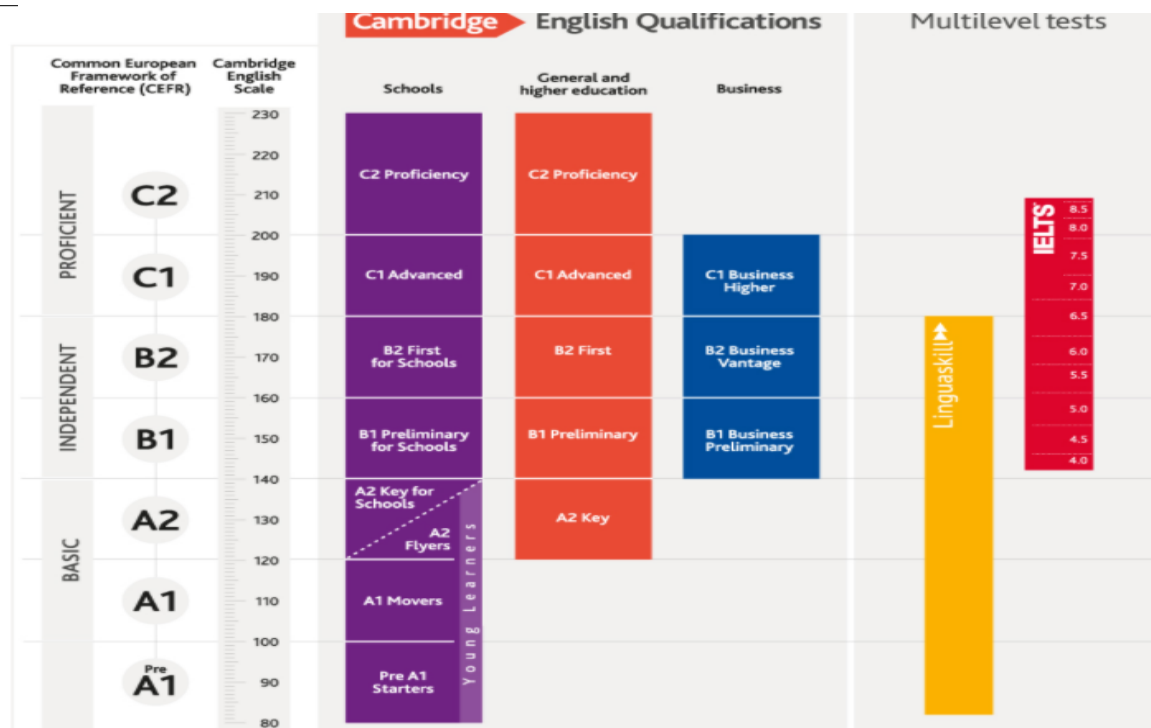 Cambridge English Qualifications
Multilevel tests
Common European
Framework of
Reference (CEFR)
Cambridge
English
Scale
Schools
General and
higher education
Business
PROFICIENT
INDEPENDENT
BASIC
C2
C1
B2
B1
A2
A1
Pre
A1
230
220
210
200
190
180
170
160
150
140
130
120
110
100
90
80
C2 Proficiency
C1 Advanced
B2 First
for Schools
B1 Preliminary
for Schools
A2 Key for
Schools
A2
Flyers
A1 Movers
Pre A1
Starters
Young Learners
C2 Proficiency
C1 Advanced
B2 First
B1 Preliminary
A2 Key
C1 Business
Higher
B2 Business
Vantage
B1 Business
Preliminary
Linguaskill
IELTS
8.5
8.0
7.5
7.0
6.5
6.0
5.5
5.0
4.5
4.0